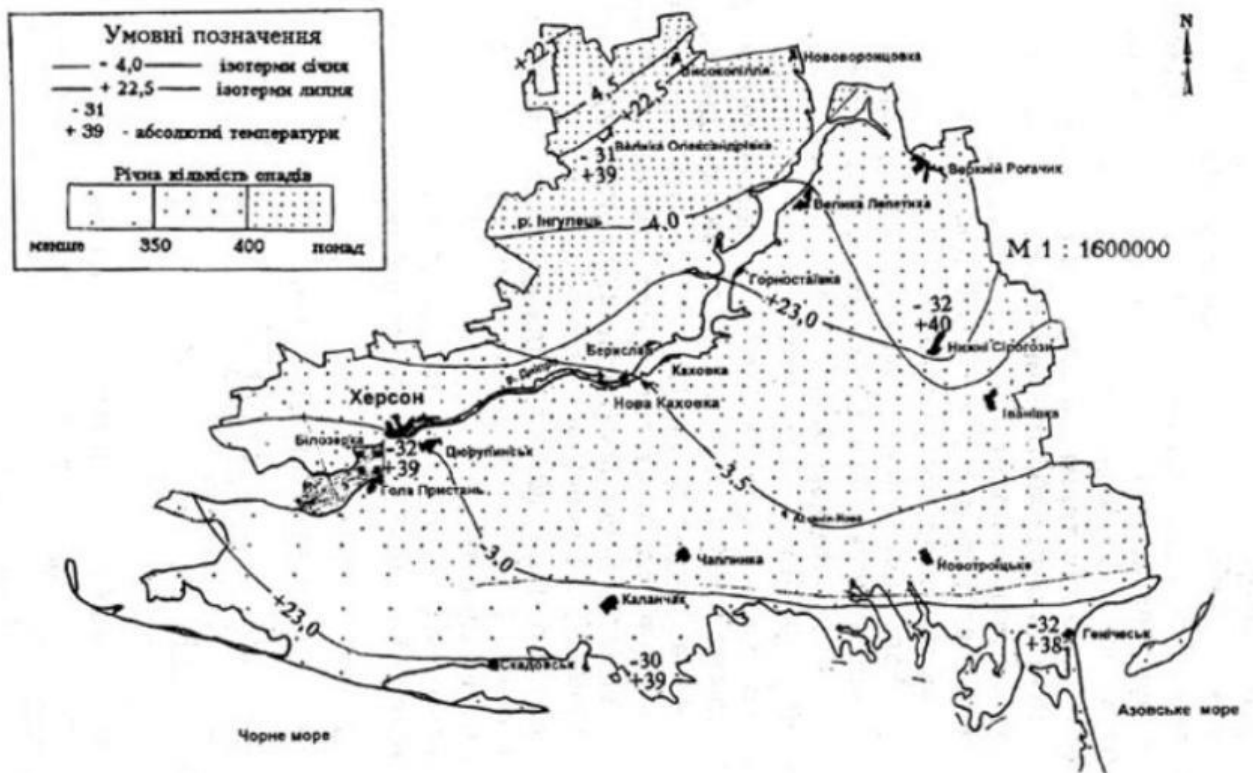 Умовні позначення
- 4,0 ізотерми січня
+ 22,5 ізотерми липня
- 31
+ 39 - абсолютні температури
Річна кількість опадів
менше 350 400 понад
N
+22
-4,5
Високопілля
Нововоронцовка
+22,5
Велика Олександрівка
- 31
+39
Верхній Рогачик
р. Інгулець
-4,0
Велика Лепетиха
М 1 : 1600000
Горностаївка
+23,0
- 32
+40
Нижні Сірогози
Берислав
Каховка
р. Дніпро
Нова Каховка
Іванівка
Херсон
Білозерка
-32
+39
Цюрупинськ
Гола Пристань
-3,5
Асканія-Нова
-3,0
Чаплинка
Новотроїцьке
Каланчак
+23,0
-32
+38
Генічеськ
Скадовськ
-30
+39
Чорне море
Азовське море